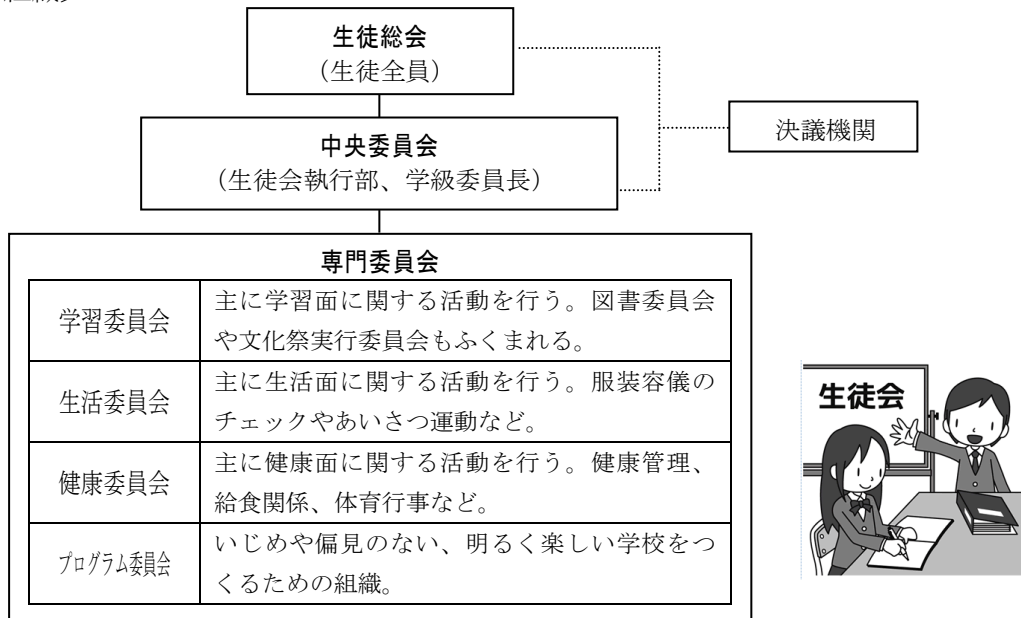 生徒総会
（生徒全員）
決議機関
中央委員会
（生徒会執行部、学級委員長）
専門委員会
学習委員会
主に学習面に関する活動を行う。図書委員会
や文化祭実行委員会もふくまれる。
生活委員会
主に生活面に関する活動を行う。服装容儀の
チェックやあいさつ運動など。
健康委員会
主に健康面に関する活動を行う。健康管理、
給食関係、体育行事など。
プログラム委員会
いじめや偏見のない、明るく楽しい学校をつ
くるための組織。
生徒会